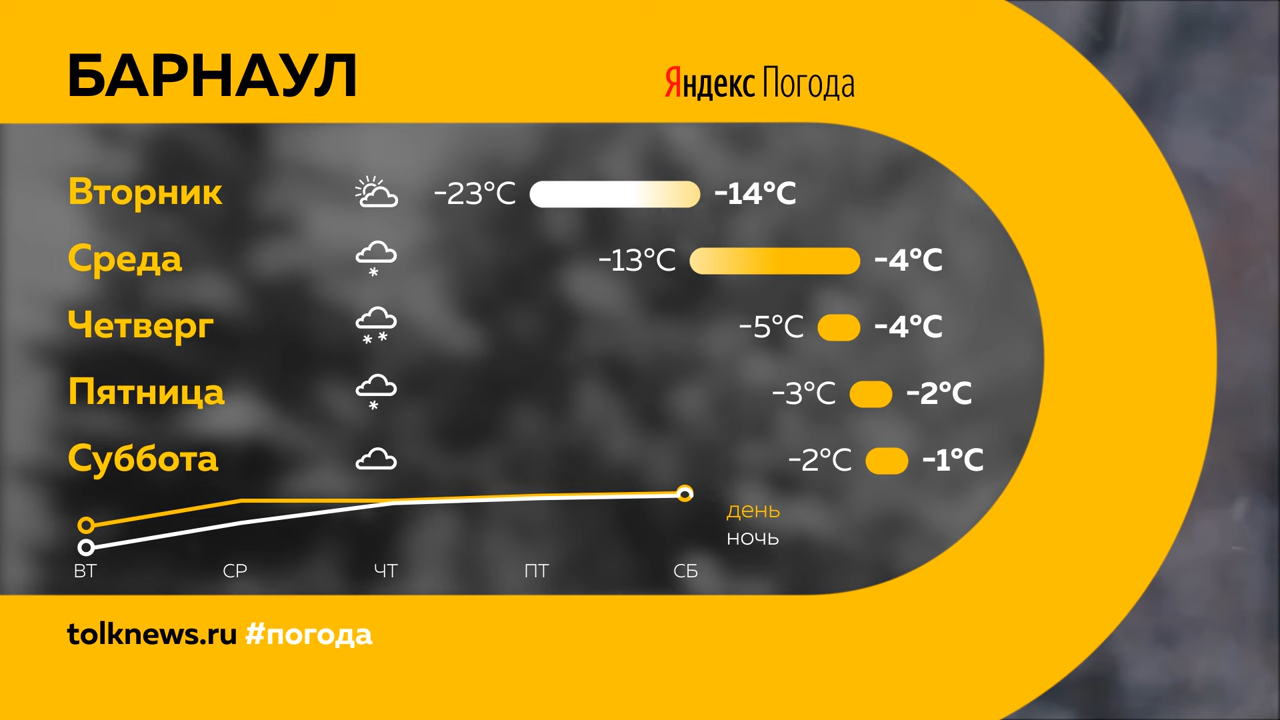 БАРНАУЛ
Яндекс Погода
Вторник -23°C -14°C
Среда -13°C -4°C
Четверг -5°C -4°C
Пятница -3°C -2°C
Суббота -2°C -1°C
день
ночь
ВТ СР ЧТ ПТ СБ
tolknews.ru #погода